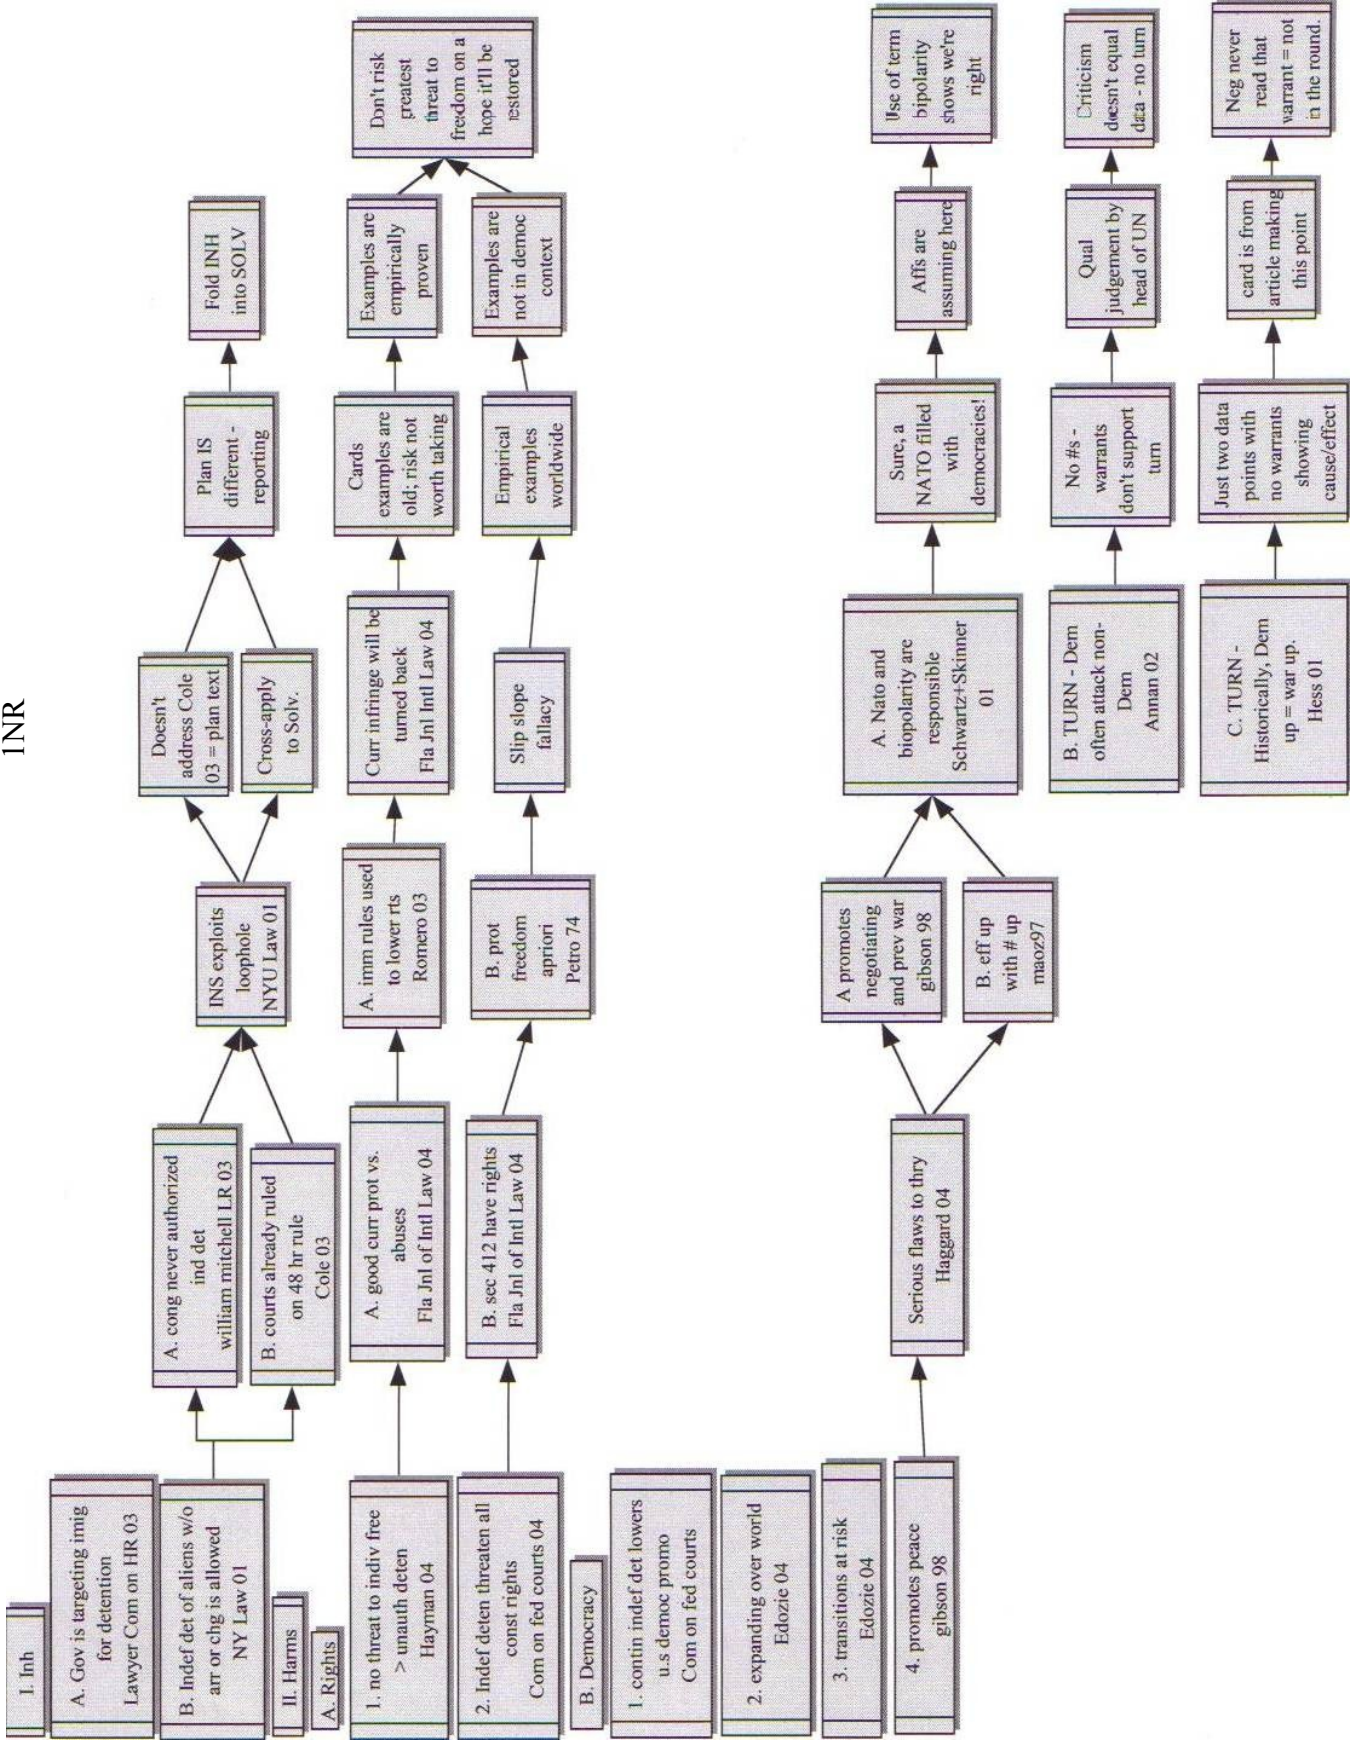 1NR
I. Inh
A. Gov is targeting imig
for detention
Lawyer Com on HR 03
B. Indef det of aliens w/o
arr or chg is allowed
NY Law 01
A. cong never authorized
ind det
william mitchell LR 03
B. courts already ruled
on 48 hr rule
Cole 03
INS exploits
loophole
NYU Law 01
Doesn't
address Cole
03 = plan text
Cross-apply
to Solv.
Plan IS
different -
reporting
Fold INH
into SOLV
II. Harms
A. Rights
1. no threat to indiv free
> unauth deten
Hayman 04
A. good curr prot vs.
abuses
Fla Jnl of Intl Law 04
A. imm rules used
to lower rts
Romero 03
Curr infringe will be
turned back
Fla Jnl Intl Law 04
Cards
examples are
old; risk not
worth taking
Examples are
empirically
proven
Don't risk
greatest
threat to
freedom on a
hope it'll be
restored
2. Indef deten threaten all
const rights
Com on fed courts 04
B. sec 412 have rights
Fla Jnl of Intl Law 04
B. prot
freedom
apriori
Petro 74
Slip slope
fallacy
Empirical
examples
worldwide
Examples are
not in democ
context
B. Democracy
1. contin indef det lowers
u.s democ promo
Com on fed courts
2. expanding over world
Edozie 04
3. transitions at risk
Edozie 04
4. promotes peace
gibson 98
Serious flaws to thry
Haggard 04
A promotes
negotiating
and prev war
gibson 98
B. eff up
with # up
maoz97
A. Nato and
biopolarity are
responsible
Schwartz+Skinner
01
Sure, a
NATO filled
with
democracies!
Affs are
assuming here
Use of term
bipolarity
shows we're
right
B. TURN - Dem
often attack non-
Dem
Annan 02
No #s -
warrants
don't support
turn
Qual
judgement by
head of UN
Criticism
doesn't equal
data - no turn
C. TURN -
Historically, Dem
up = war up.
Hess 01
Just two data
points with
no warrants
showing
cause/effect
card is from
article making
this point
Neg never
read that
warrant = not
in the round.